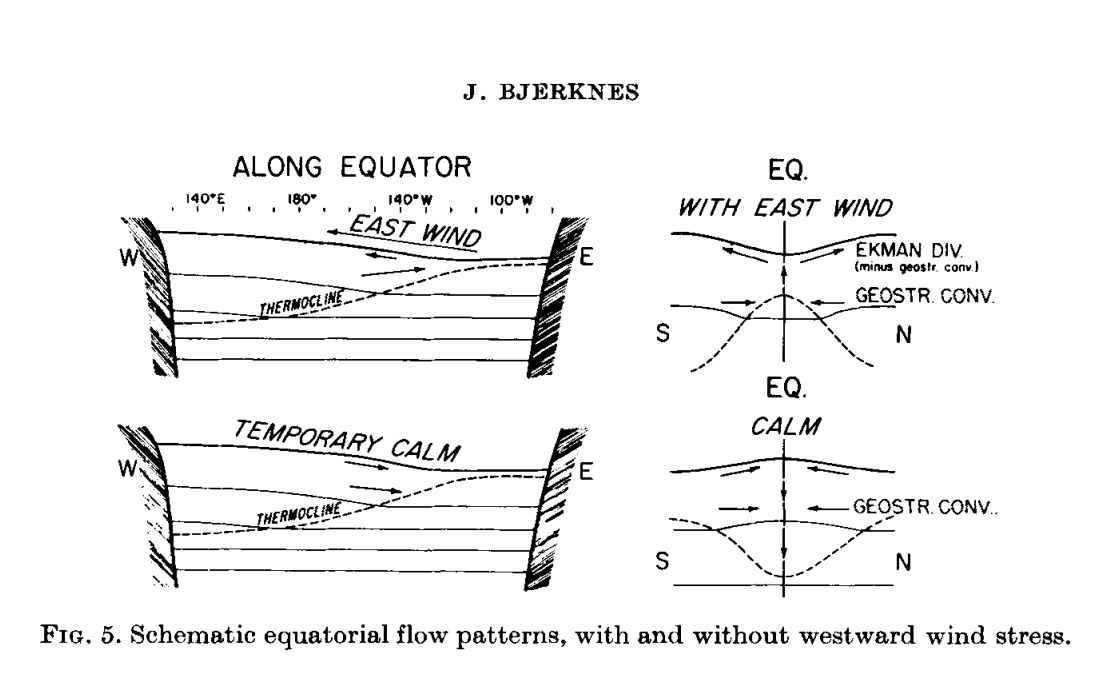 J. BJERKNES
ALONG EQUATOR
140°E 180° 140°W 100°W
EAST WIND
W
E
THERMOCLINE
EQ.
WITH EAST WIND
EKMAN DIV.
(minus geostr. conv.)
GEOSTR. CONV.
S
N
TEMPORARY CALM
W
E
THERMOCLINE
EQ.
CALM
GEOSTR. CONV..
S
N
FIG. 5. Schematic equatorial flow patterns, with and without westward wind stress.